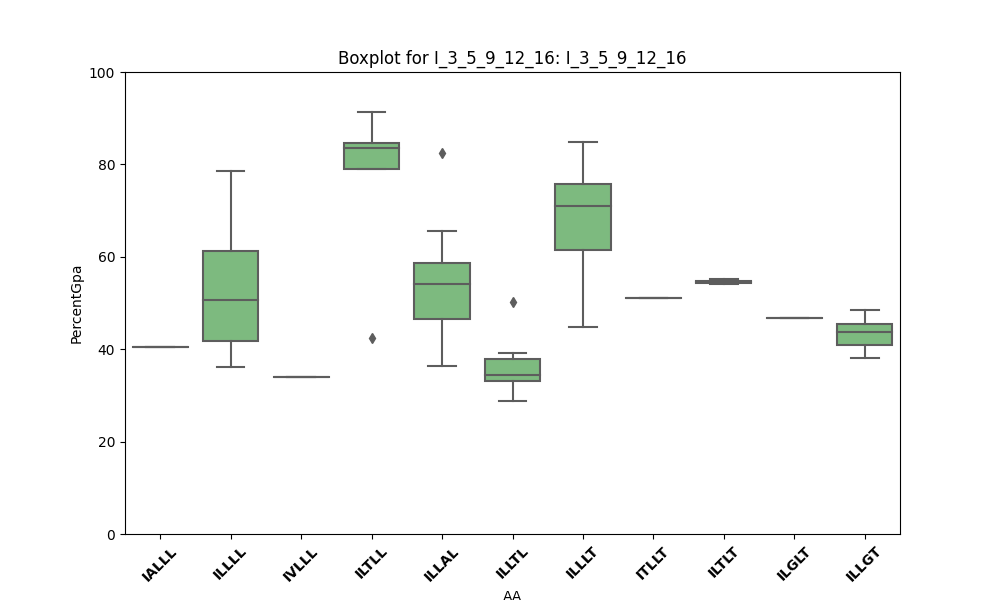 Boxplot for I_3_5_9_12_16: I_3_5_9_12_16
100
80
60
40
20
0
PercentGpa
IALLL
ILLLL
IVLLL
ILTLL
ILLAL
ILLTL
ILLLT
ITLLT
ILTLT
ILGLT
ILLGT
AA